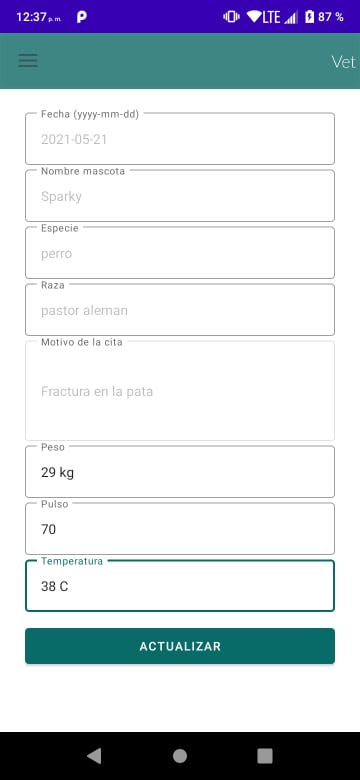 12:37 p. m.
LTE
87 %
Vet
Fecha (yyyy-mm-dd)
2021-05-21
Nombre mascota
Sparky
Especie
perro
Raza
pastor aleman
Motivo de la cita
Fractura en la pata
Peso
29 kg
Pulso
70
Temperatura
38 C
ACTUALIZAR